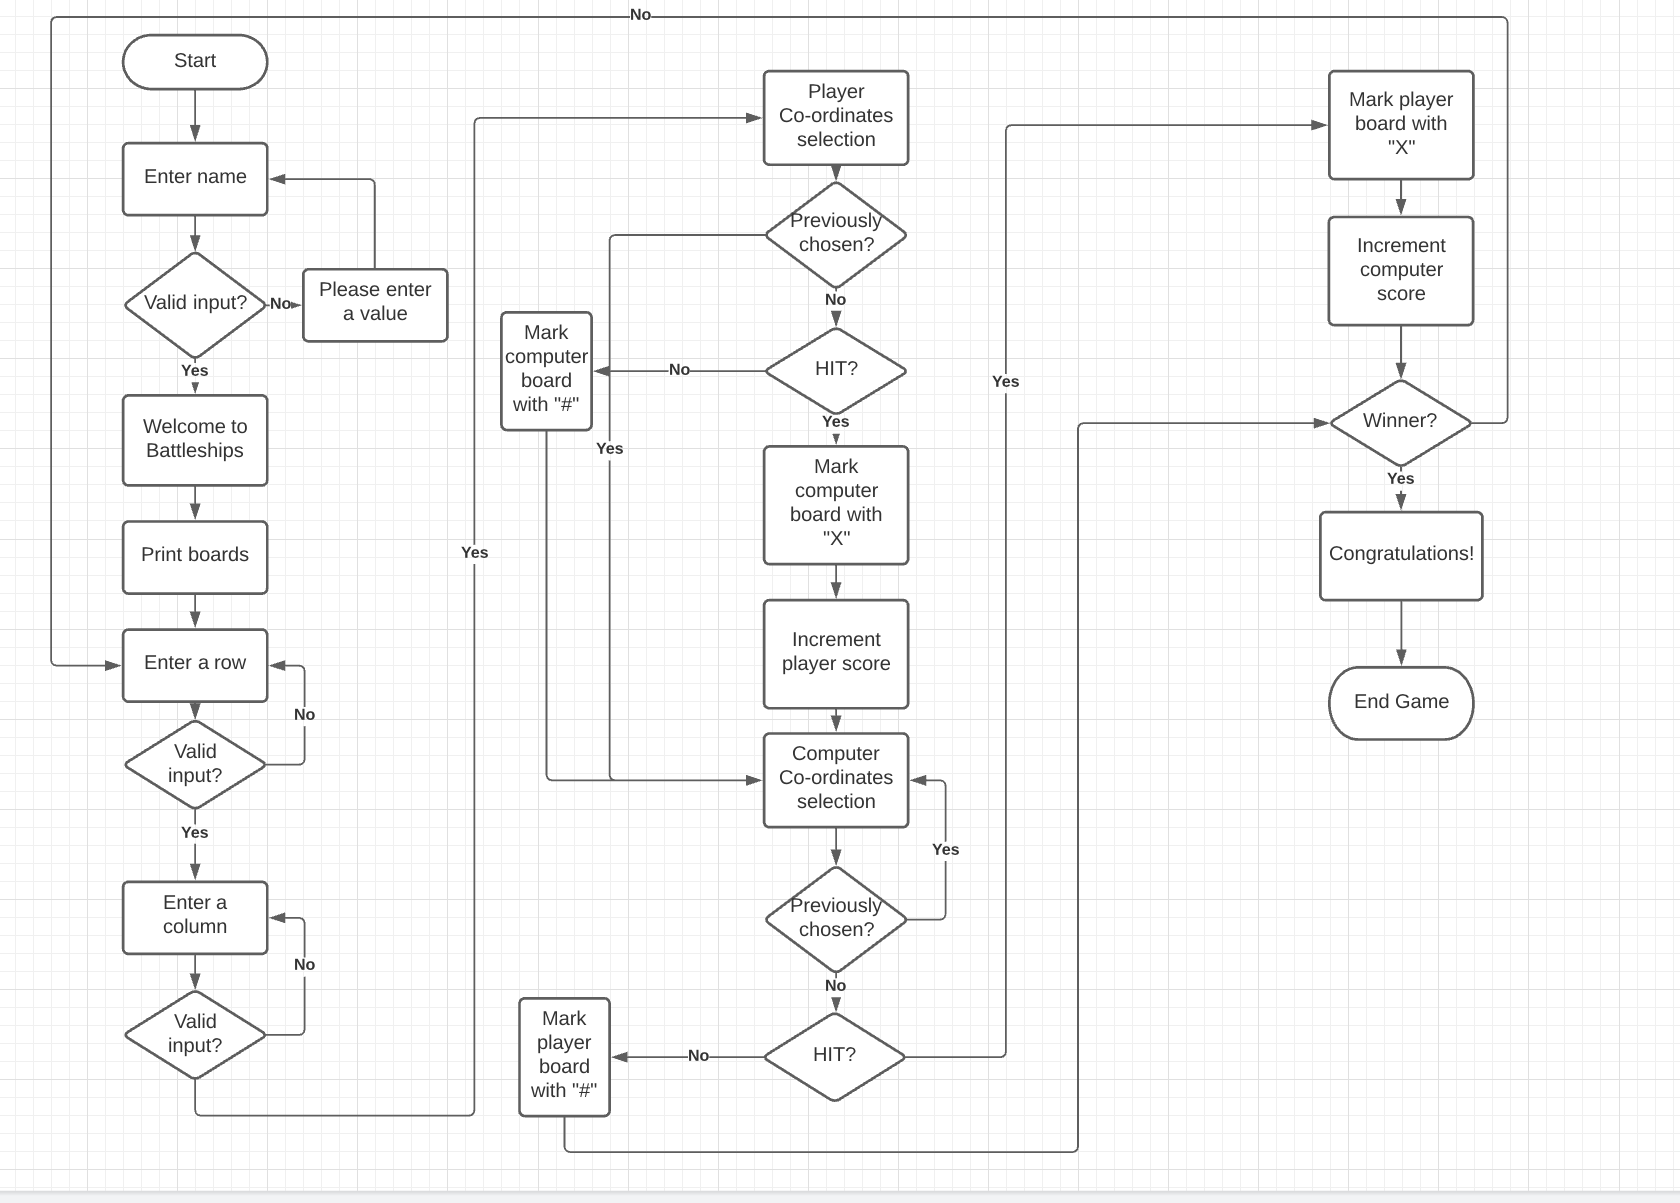 No
Start
Enter name
Valid input?
No
Please enter
a value
Yes
Welcome to
Battleships
Print boards
Enter a row
No
Valid
input?
Yes
Enter a
column
No
Valid
input?
Yes
Player
Co-ordinates
selection
Previously
chosen?
No
Yes
HIT?
No
Mark
computer
board
with "#"
Yes
Mark
computer
board with
"X"
Increment
player score
Computer
Co-ordinates
selection
Yes
Previously
chosen?
No
HIT?
No
Mark
player
board
with "#"
Yes
Mark player
board with
"X"
Increment
computer
score
Winner?
Yes
Congratulations!
End Game